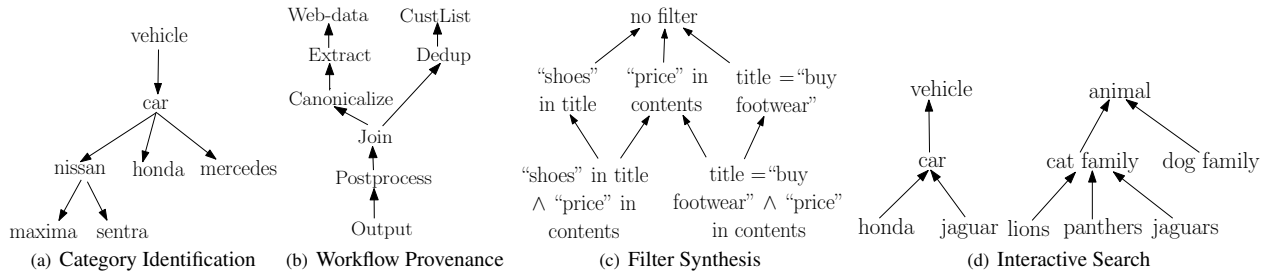 vehicle
car
nissan honda mercedes
maxima sentra
(a) Category Identification
Web-data CustList
Extract Dedup
Canonicalize
Join
Postprocess
Output
(b) Workflow Provenance
no filter
“shoes” in title
“price” in contents
title =“buy footwear”
“shoes” in title ∧ “price” in contents
title =“buy footwear” ∧ “price” in contents
(c) Filter Synthesis
vehicle animal
car cat family dog family
honda jaguar lions panthers jaguars
(d) Interactive Search